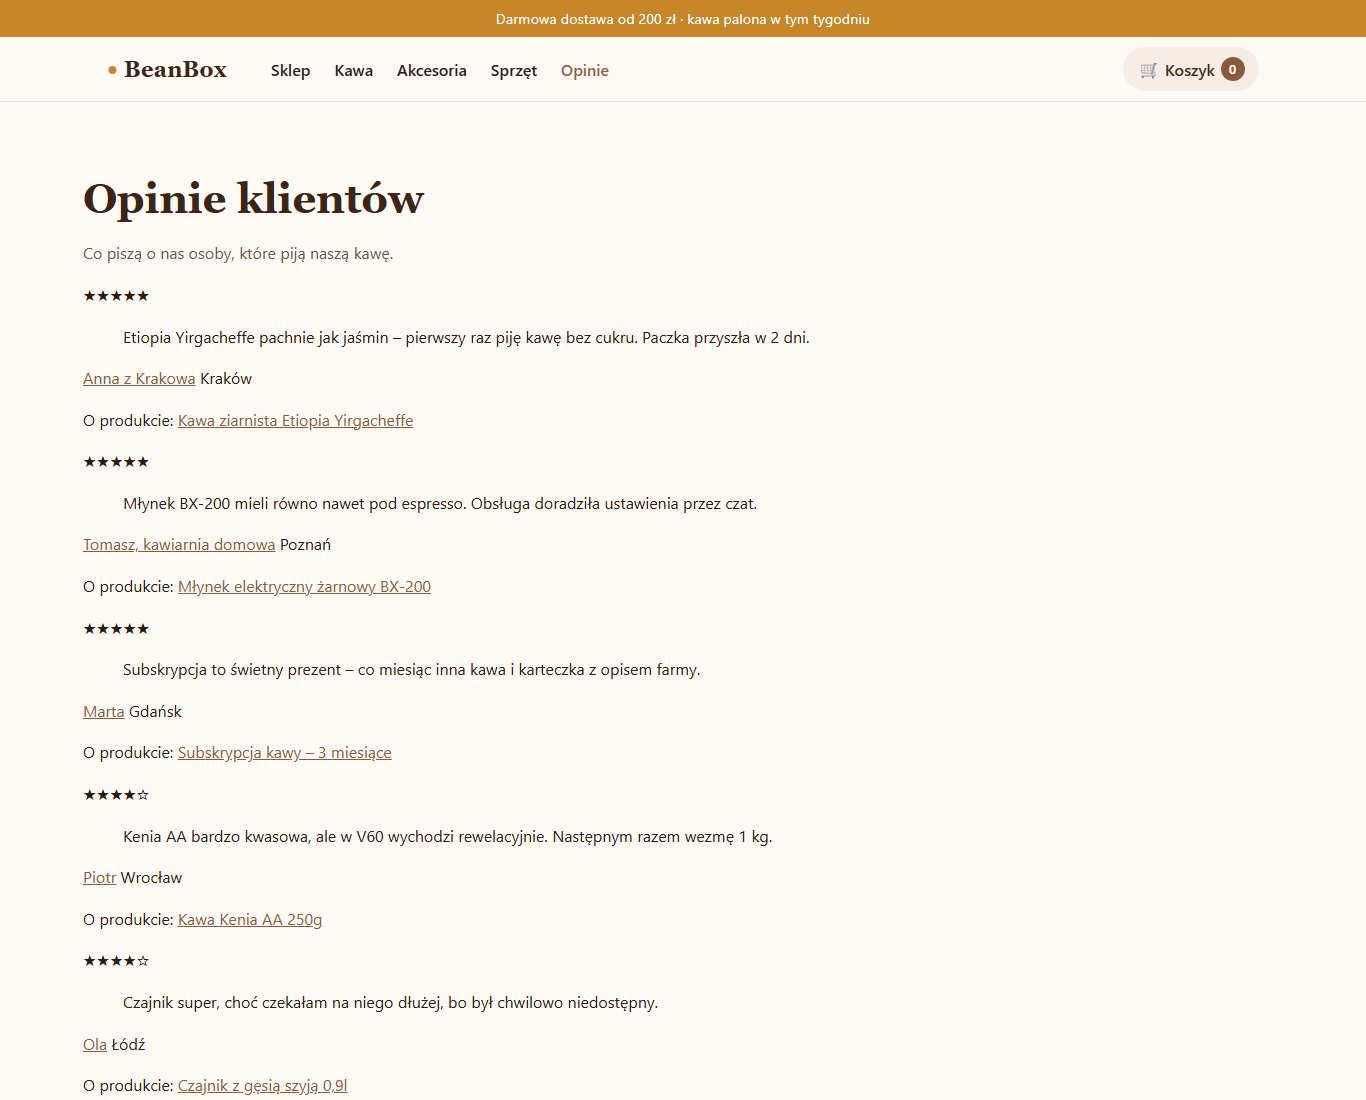 Darmowa dostawa od 200 zł · kawa palona w tym tygodniu
BeanBox Sklep Kawa Akcesoria Sprzęt Opinie Koszyk 0
Opinie klientów
Co piszą o nas osoby, które piją naszą kawę.
★★★★★
Etiopia Yirgacheffe pachnie jak jaśmin – pierwszy raz piję kawę bez cukru. Paczka przyszła w 2 dni.
Anna z Krakowa Kraków
O produkcie: Kawa ziarnista Etiopia Yirgacheffe
★★★★★
Młynek BX-200 mieli równo nawet pod espresso. Obsługa doradziła ustawienia przez czat.
Tomasz, kawiarnia domowa Poznań
O produkcie: Młynek elektryczny żarnowy BX-200
★★★★★
Subskrypcja to świetny prezent – co miesiąc inna kawa i karteczka z opisem farmy.
Marta Gdańsk
O produkcie: Subskrypcja kawy – 3 miesiące
★★★★☆
Kenia AA bardzo kwasowa, ale w V60 wychodzi rewelacyjnie. Następnym razem wezmę 1 kg.
Piotr Wrocław
O produkcie: Kawa Kenia AA 250g
★★★★☆
Czajnik super, choć czekałam na niego dłużej, bo był chwilowo niedostępny.
Ola Łódź
O produkcie: Czajnik z gęsią szyją 0,9l